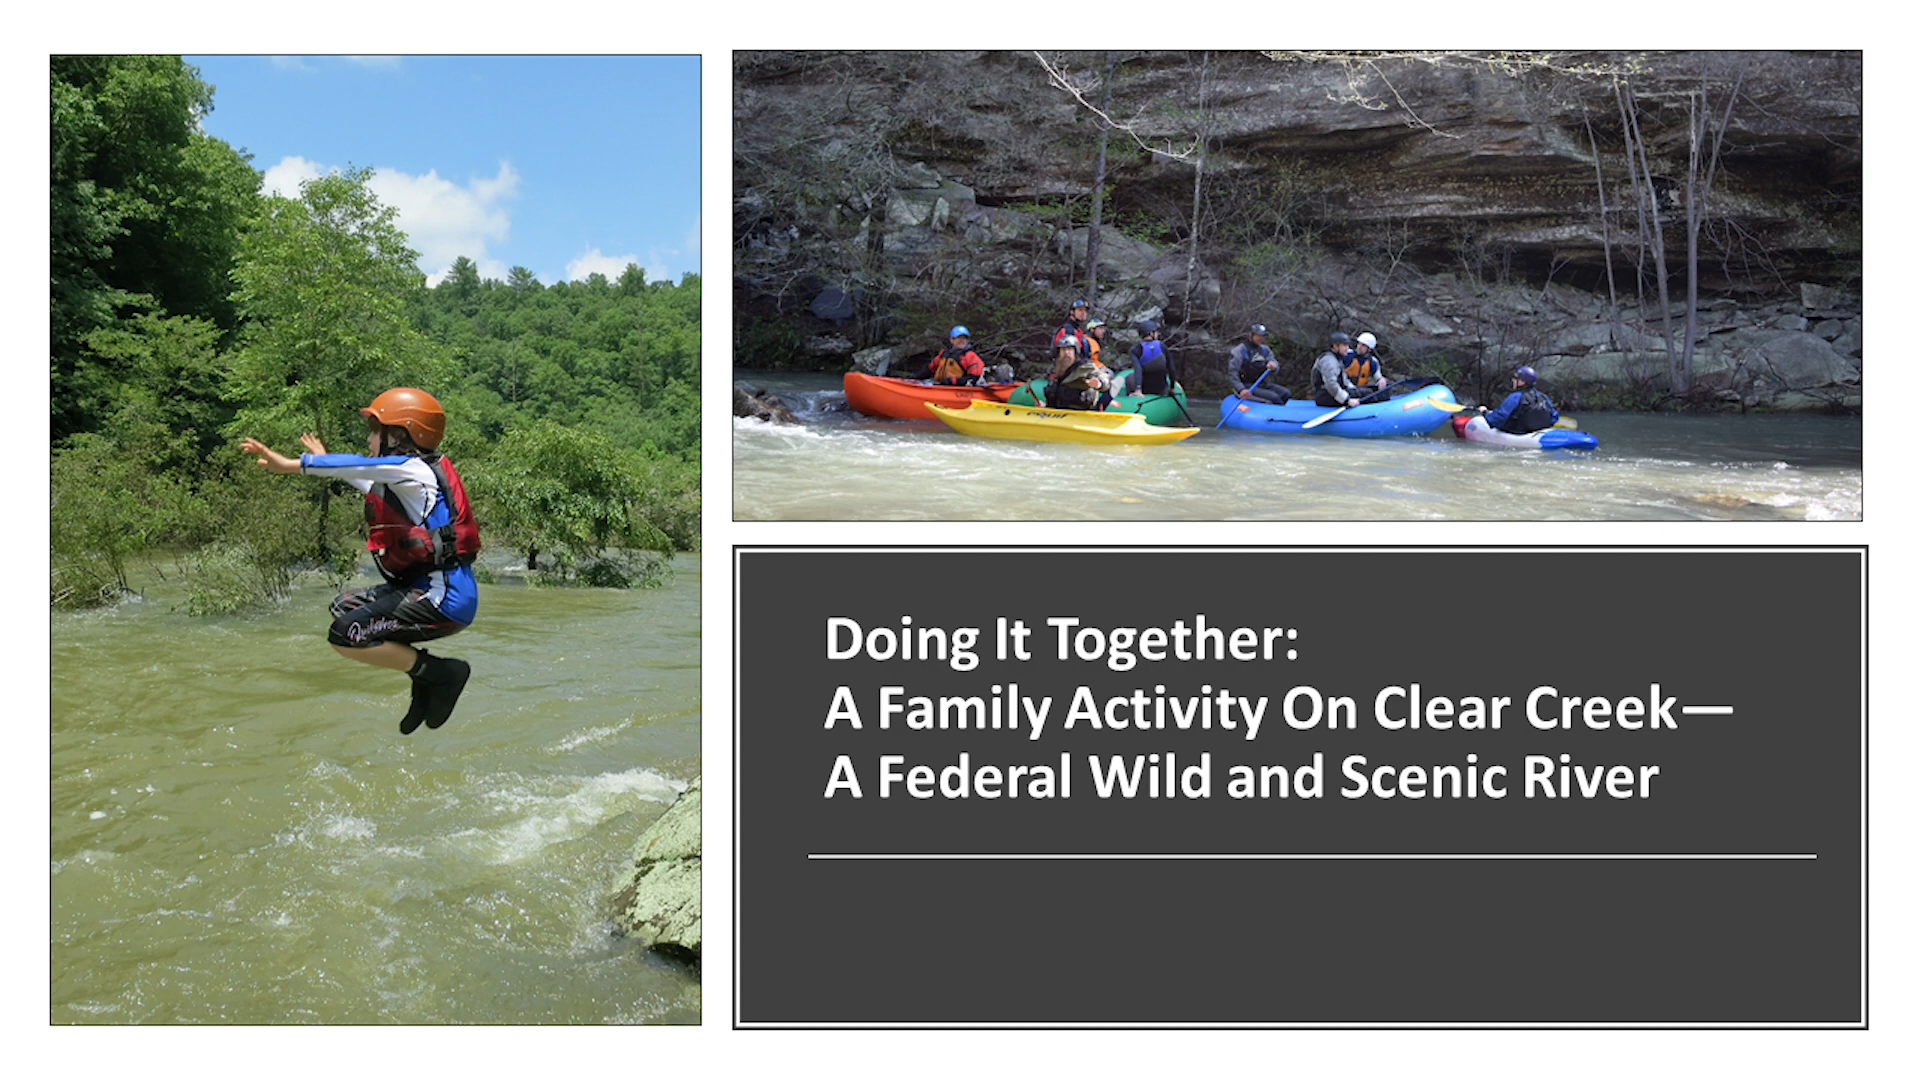 Doing It Together:
A Family Activity On Clear Creek—
A Federal Wild and Scenic River